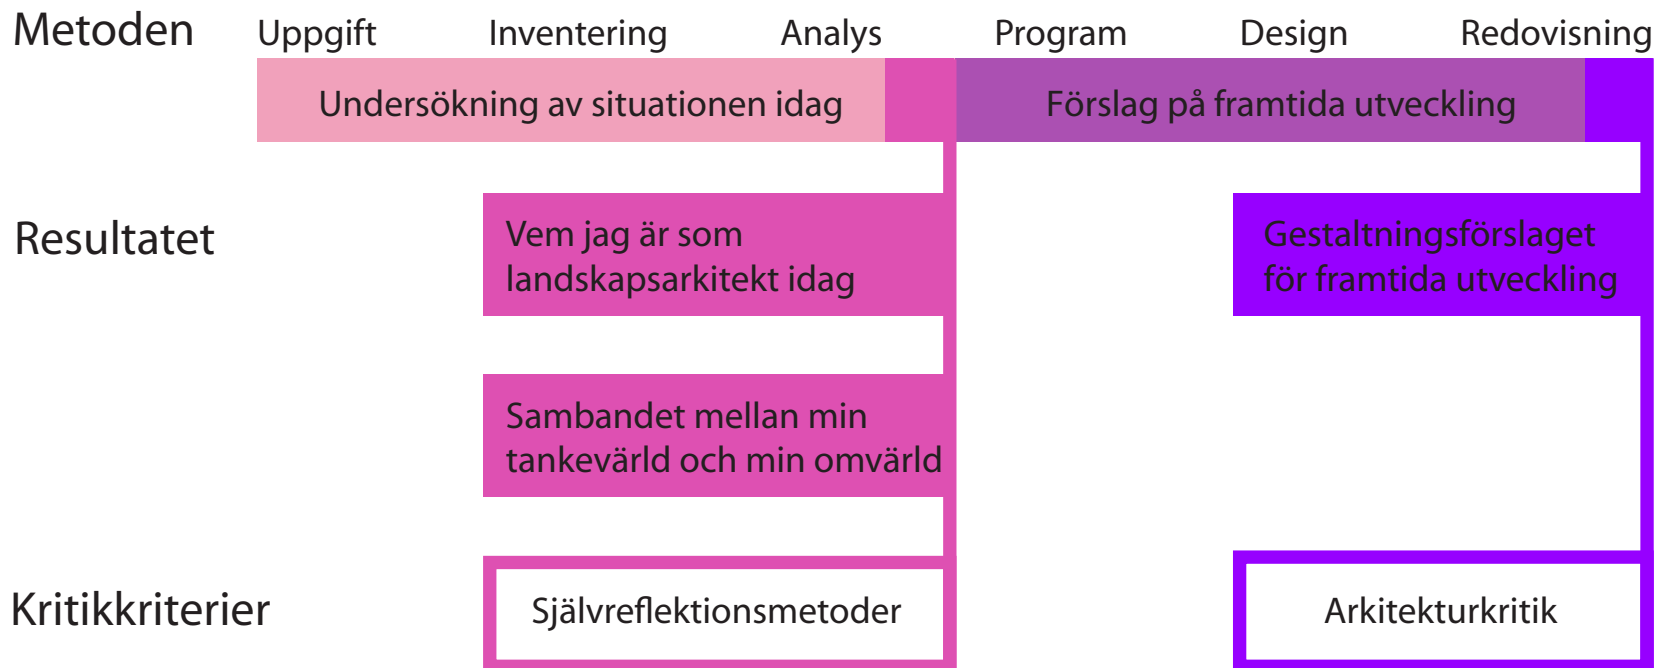 Metoden
Uppgift Inventering Analys Program Design Redovisning
Undersökning av situationen idag
Förslag på framtida utveckling
Resultatet
Vem jag är som
landskapsarkitekt idag
Gestaltningsförslaget
för framtida utveckling
Sambandet mellan min
tankevärld och min omvärld
Kritikkriterier
Självreflektionsmetoder
Arkitekturkritik